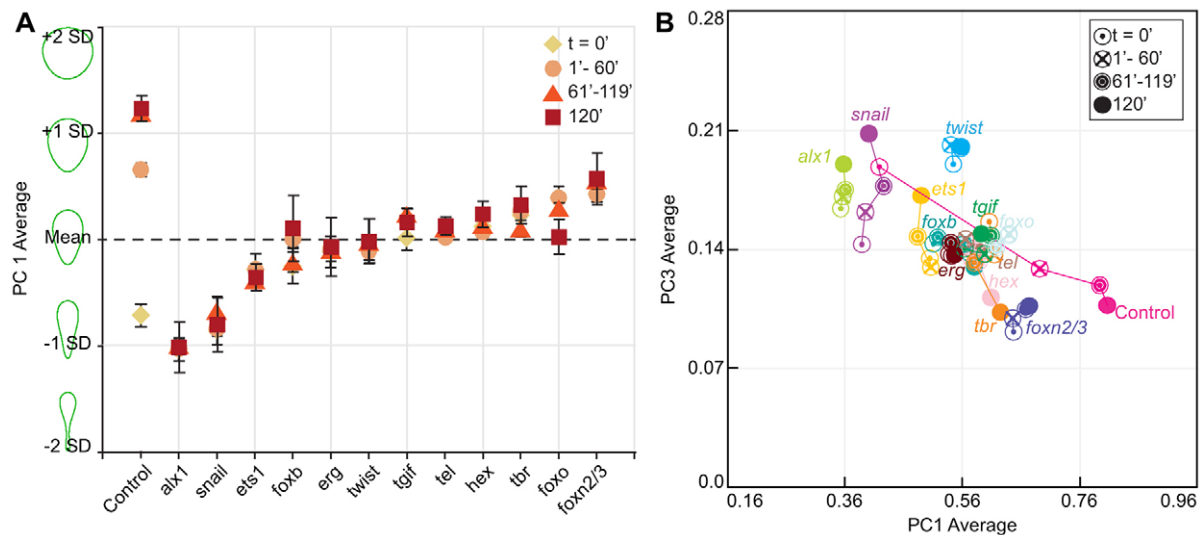 A
+2 SD
+1 SD
Mean
-1 SD
-2 SD
PC 1 Average
t = 0’
1’- 60’
61’-119’
120’
Control
alx1
snail
ets1
foxb
erg
twist
tgif
tel
hex
tbr
foxo
foxn2/3
B
0.28
0.21
0.14
0.07
0.0
PC3 Average
t = 0’
1’- 60’
61’-119’
120’
snail
twist
alx1
ets1
tgif
foxb
foxo
erg
tel
hex
tbr
foxn2/3
Control
0.16
0.36
0.56
0.76
0.96
PC1 Average